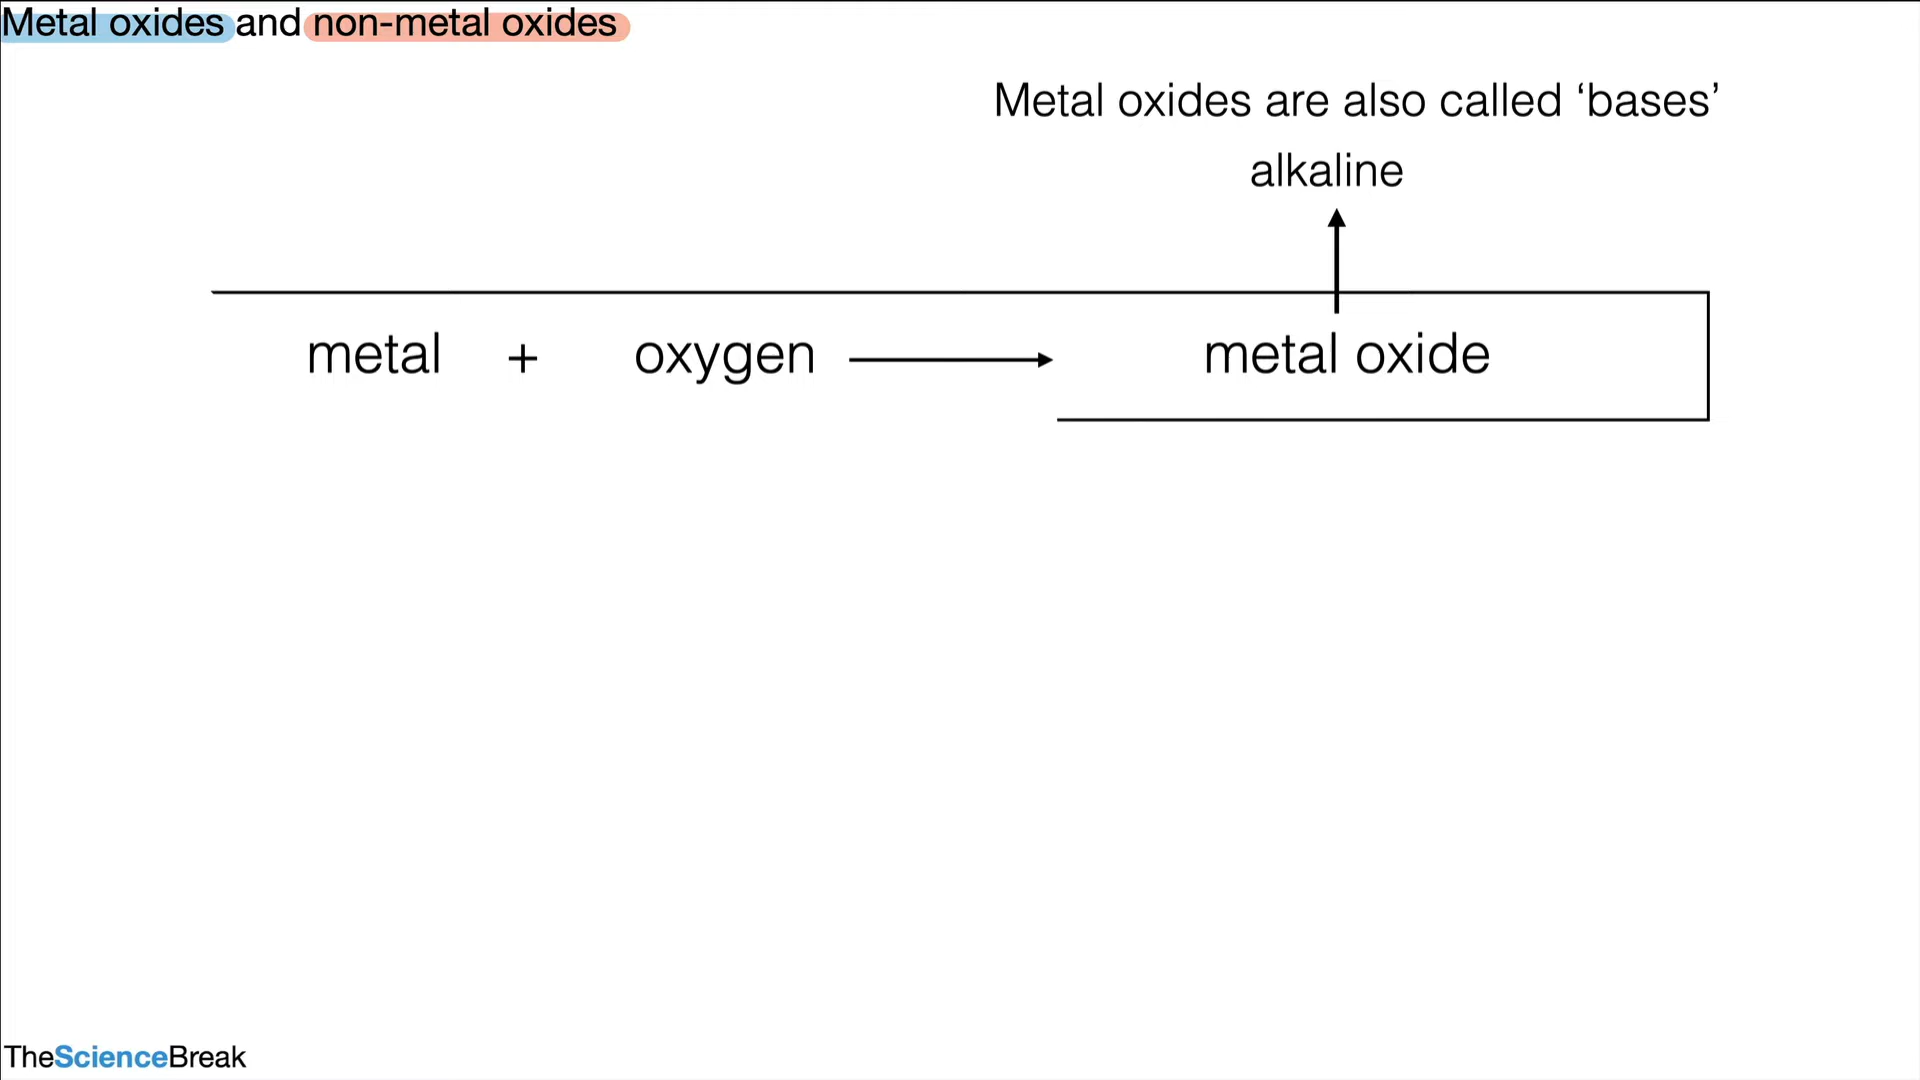 Metal oxides and non-metal oxides
Metal oxides are also called ‘bases’
alkaline
metal + oxygen metal oxide
TheScienceBreak